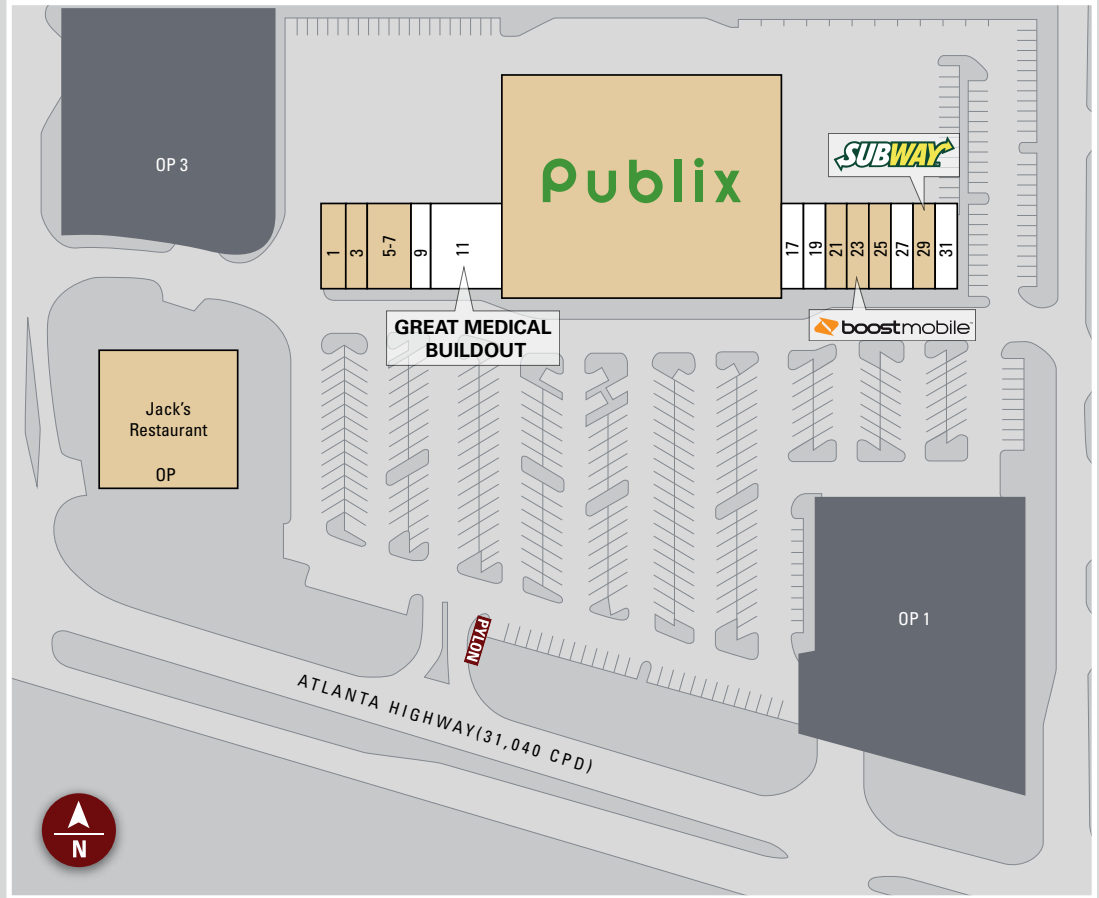 OP 3
Publix
SUBWAY
1
3
5-7
9
11
17
19
21
23
25
27
29
31
GREAT MEDICAL
BUILDOUT
boostmobile
Jack's
Restaurant
OP
OP 1
PYLON
ATLANTA HIGHWAY(31,040 CPD)
N